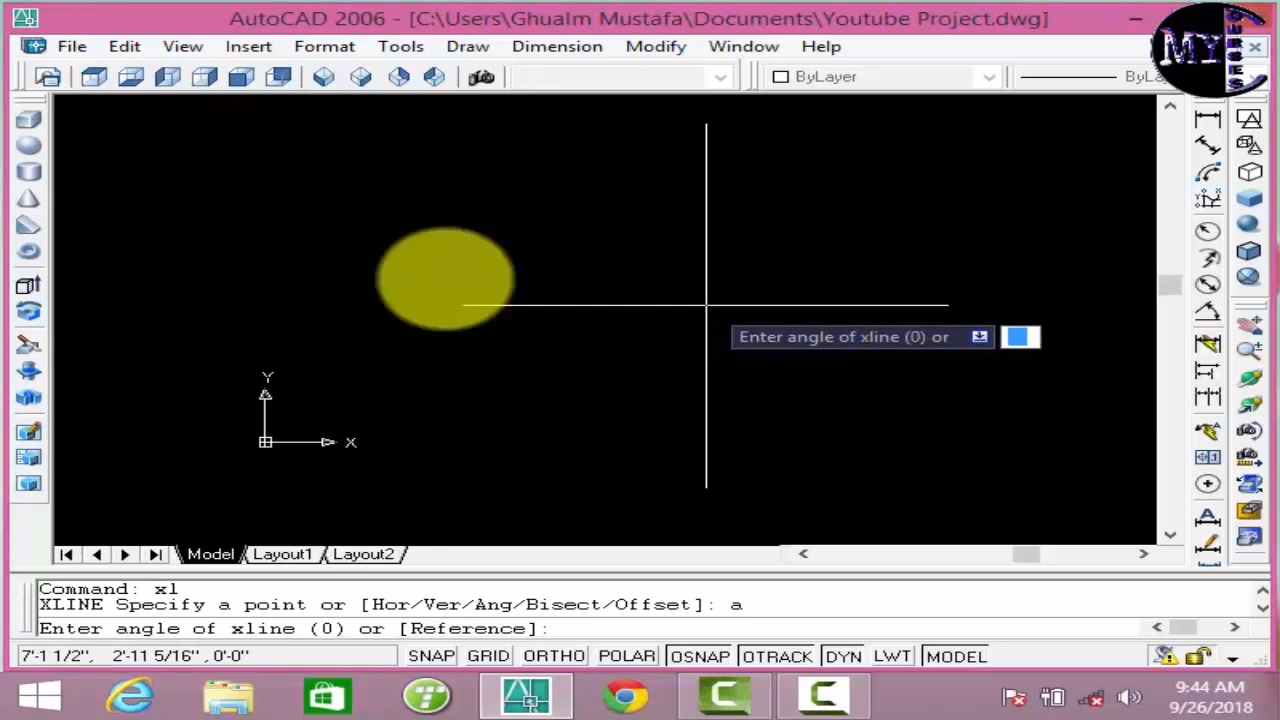 AutoCAD 2006 - [C:\Users\Ghualm Mustafa\Documents\Youtube Project.dwg]
File Edit View Insert Format Tools Draw Dimension Modify Window Help
MY
ByLayer
Enter angle of xline (0) or
Y
X
Model Layout1 Layout2
Command: xl
XLINE Specify a point or [Hor/Ver/Ang/Bisect/Offset]: a
Enter angle of xline (0) or [Reference]:
7'-1 1/2", 2'-11 5/16", 0'-0"
SNAP GRID ORTHO POLAR OSNAP OTRACK DYN LWT MODEL
9:44 AM
9/26/2018